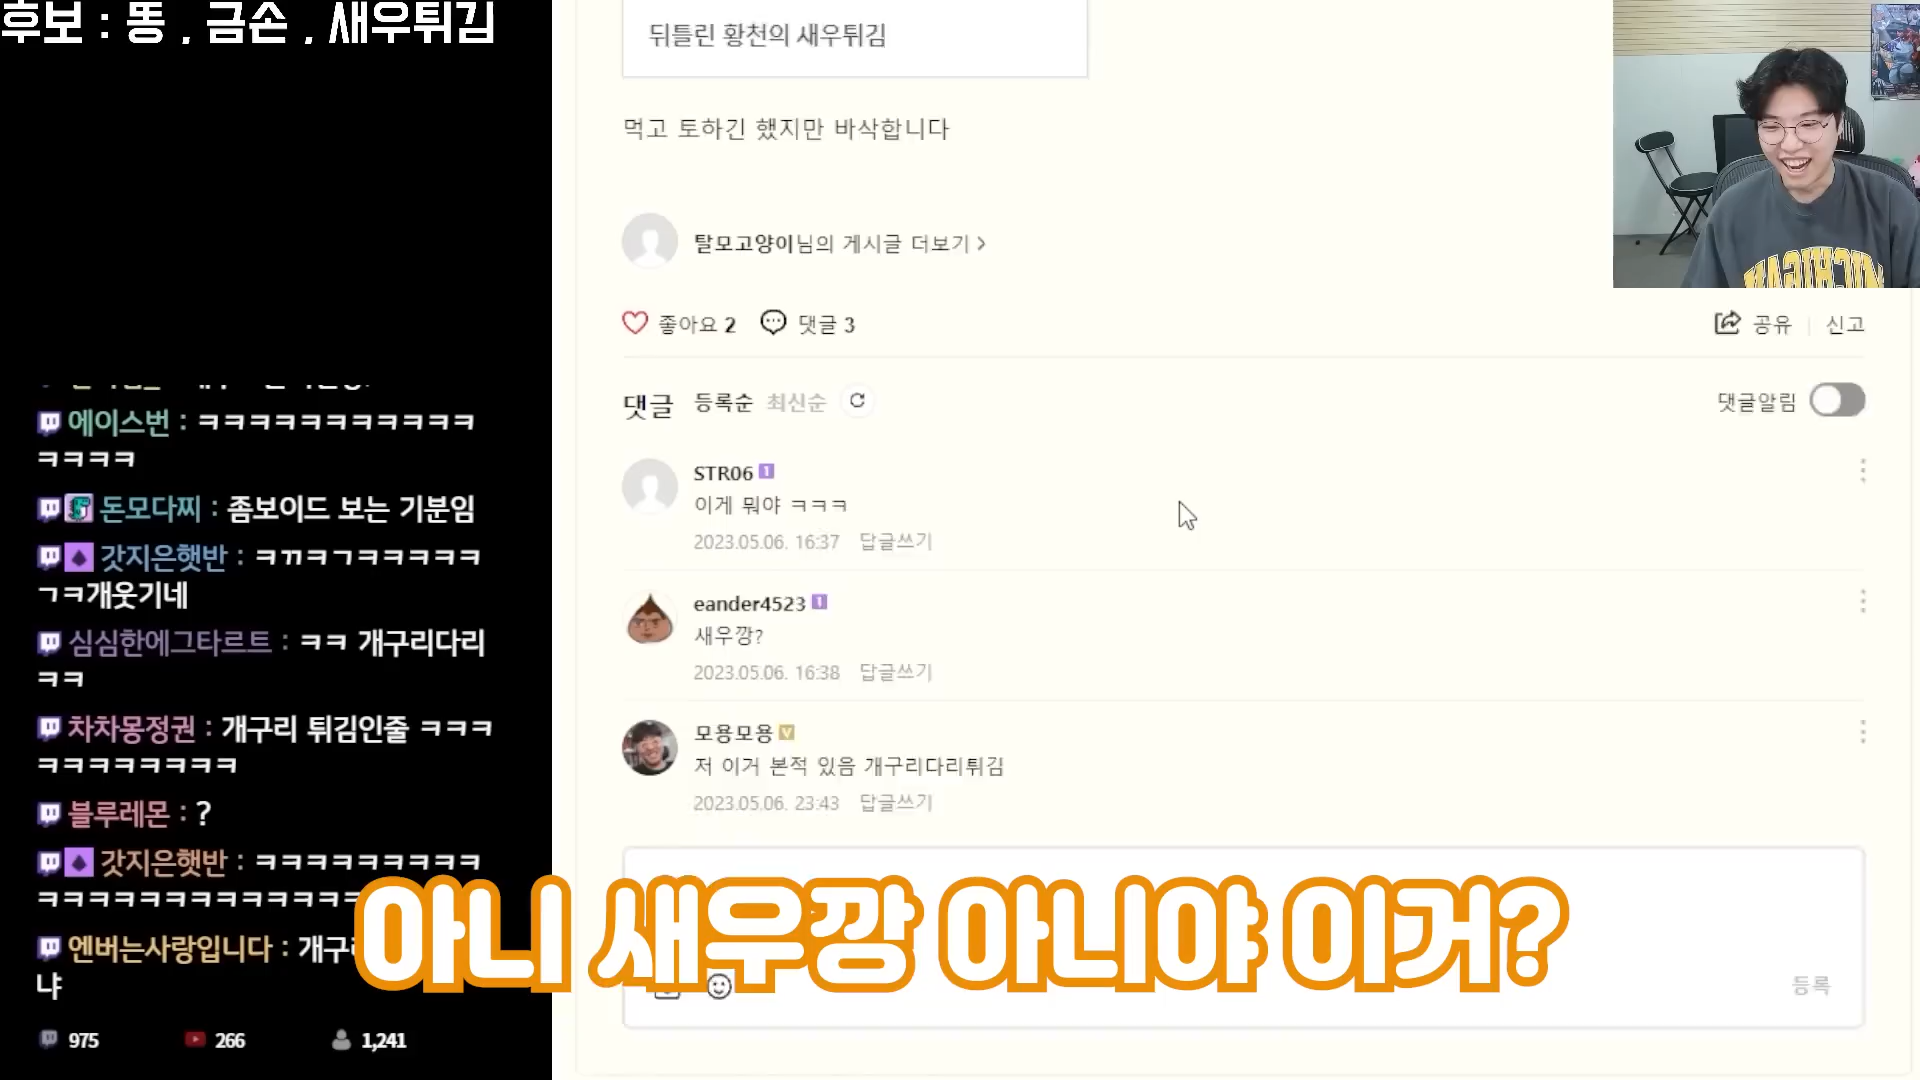 후보 : 똥 , 금손 , 새우튀김
뒤틀린 황천의 새우튀김
먹고 토하긴 했지만 바삭합니다
탈모고양이님의 게시글 더보기 >
좋아요 2 댓글 3
공유 신고
댓글 등록순 최신순
댓글알림
STR06 1
이게 뭐야 ㅋㅋㅋ
2023.05.06. 16:37 답글쓰기
eander4523 1
새우깡?
2023.05.06. 16:38 답글쓰기
모용모용 V
저 이거 본적 있음 개구리다리튀김
2023.05.06. 23:43 답글쓰기
등록
에이스번 : ㅋㅋㅋㅋㅋㅋㅋㅋㅋㅋㅋ
ㅋㅋㅋㅋ
돈모다찌 : 좀보이드 보는 기분임
갓지은햇반 : ㅋㄲㅋㄱㅋㅋㅋㅋㅋ
ㄱㅋ개웃기네
심심한에그타르트 : ㅋㅋ 개구리다리
ㅋㅋ
차차몽정권 : 개구리 튀김인줄 ㅋㅋㅋ
ㅋㅋㅋㅋㅋㅋㅋㅋ
블루레몬 : ?
갓지은햇반 : ㅋㅋㅋㅋㅋㅋㅋㅋㅋ
ㅋㅋㅋㅋㅋㅋㅋㅋㅋㅋㅋㅋㅋ
엔버는사랑입니다 : 개구
냐
975 266 1,241
아니 새우깡 아니야 이거?
MICHIGAN